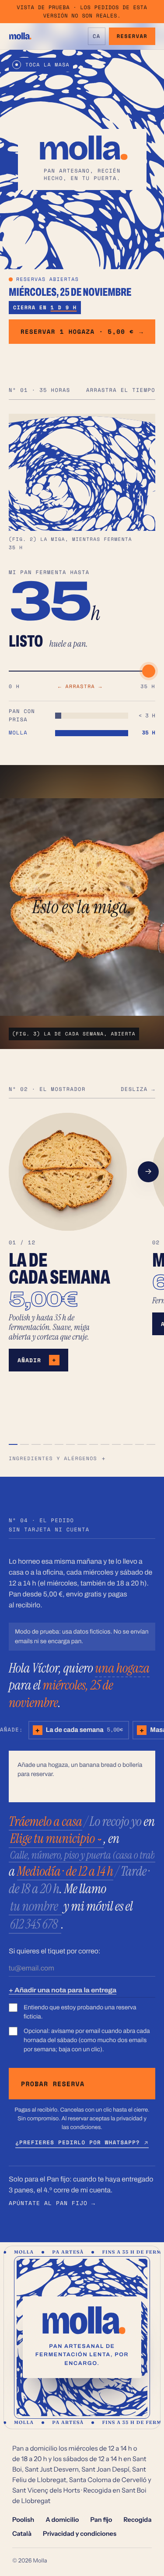 VISTA DE PRUEBA · LOS PEDIDOS DE ESTA
VERSIÓN NO SON REALES.
molla.
CA
RESERVAR
TOCA LA MASA
molla.
PAN ARTESANO, RECIÉN
HECHO, EN TU PUERTA.
RESERVAS ABIERTAS
MIÉRCOLES, 25 DE NOVIEMBRE
CIERRA EN 1 D 9 H
RESERVAR 1 HOGAZA · 5,00 € →
Nº 01 · 35 HORAS
ARRASTRA EL TIEMPO
(FIG. 2) LA MIGA, MIENTRAS FERMENTA
35 H
MI PAN FERMENTA HASTA
35h
LISTO huele a pan.
0 H
← ARRASTRA →
35 H
PAN CON
PRISA
< 3 H
MOLLA
35 H
Esto es la miga.
(FIG. 3) LA DE CADA SEMANA, ABIERTA
Nº 02 · EL MOSTRADOR
DESLIZA →
→
01 / 12
02
LA DE
CADA SEMANA
5,00€
Poolish y hasta 35 h de
fermentación. Suave, miga
abierta y corteza que cruje.
AÑADIR +
INGREDIENTES Y ALÉRGENOS +
Nº 04 · EL PEDIDO
SIN TARJETA NI CUENTA
Lo horneo esa misma mañana y te lo llevo a
casa o a la oficina, cada miércoles y sábado de
12 a 14 h (el miércoles, también de 18 a 20 h).
Pan desde 5,00 €, envío gratis y pagas
al recibirlo.
Modo de prueba: usa datos ficticios. No se envían
emails ni se encarga pan.
Hola Víctor, quiero una hogaza
para el miércoles, 25 de
noviembre.
AÑADE:
+ La de cada semana 5,00€
+
Añade una hogaza, un banana bread o bolleria
para reservar.
Tráemelo a casa / Lo recojo yo en
Elige tu municipio , en
Calle, número, piso y puerta (casa o trab
a Mediodía · de 12 a 14 h / Tarde ·
de 18 a 20 h. Me llamo
tu nombre y mi móvil es el
612 345 678 .
Si quieres el tiquet por correo:
tu@email.com
+ Añadir una nota para la entrega
Entiendo que estoy probando una reserva
ficticia.
Opcional: avísame por email cuando abra cada
hornada del sábado (como mucho dos emails
por semana; baja con un clic).
PROBAR RESERVA
Pagas al recibirlo. Cancelas con un clic hasta el cierre.
Sin compromiso. Al reservar aceptas la privacidad y
las condiciones.
¿PREFIERES PEDIRLO POR WHATSAPP? ↗
Solo para el Pan fijo: cuando te haya entregado
3 panes, el 4.º corre de mi cuenta.
APÚNTATE AL PAN FIJO →
MOLLA ● PA ARTESÀ ● FINS A 35 H DE FERM
molla.
PAN ARTESANAL DE
FERMENTACIÓN LENTA, POR
ENCARGO.
MOLLA ● PA ARTESÀ ● FINS A 35 H DE FERM
Pan a domicilio los miércoles de 12 a 14 h o
de 18 a 20 h y los sábados de 12 a 14 h en Sant
Boi, Sant Just Desvern, Sant Joan Despí, Sant
Feliu de Llobregat, Santa Coloma de Cervelló y
Sant Vicenç dels Horts · Recogida en Sant Boi
de Llobregat
Poolish A domicilio Pan fijo Recogida
Català Privacidad y condiciones
© 2026 Molla